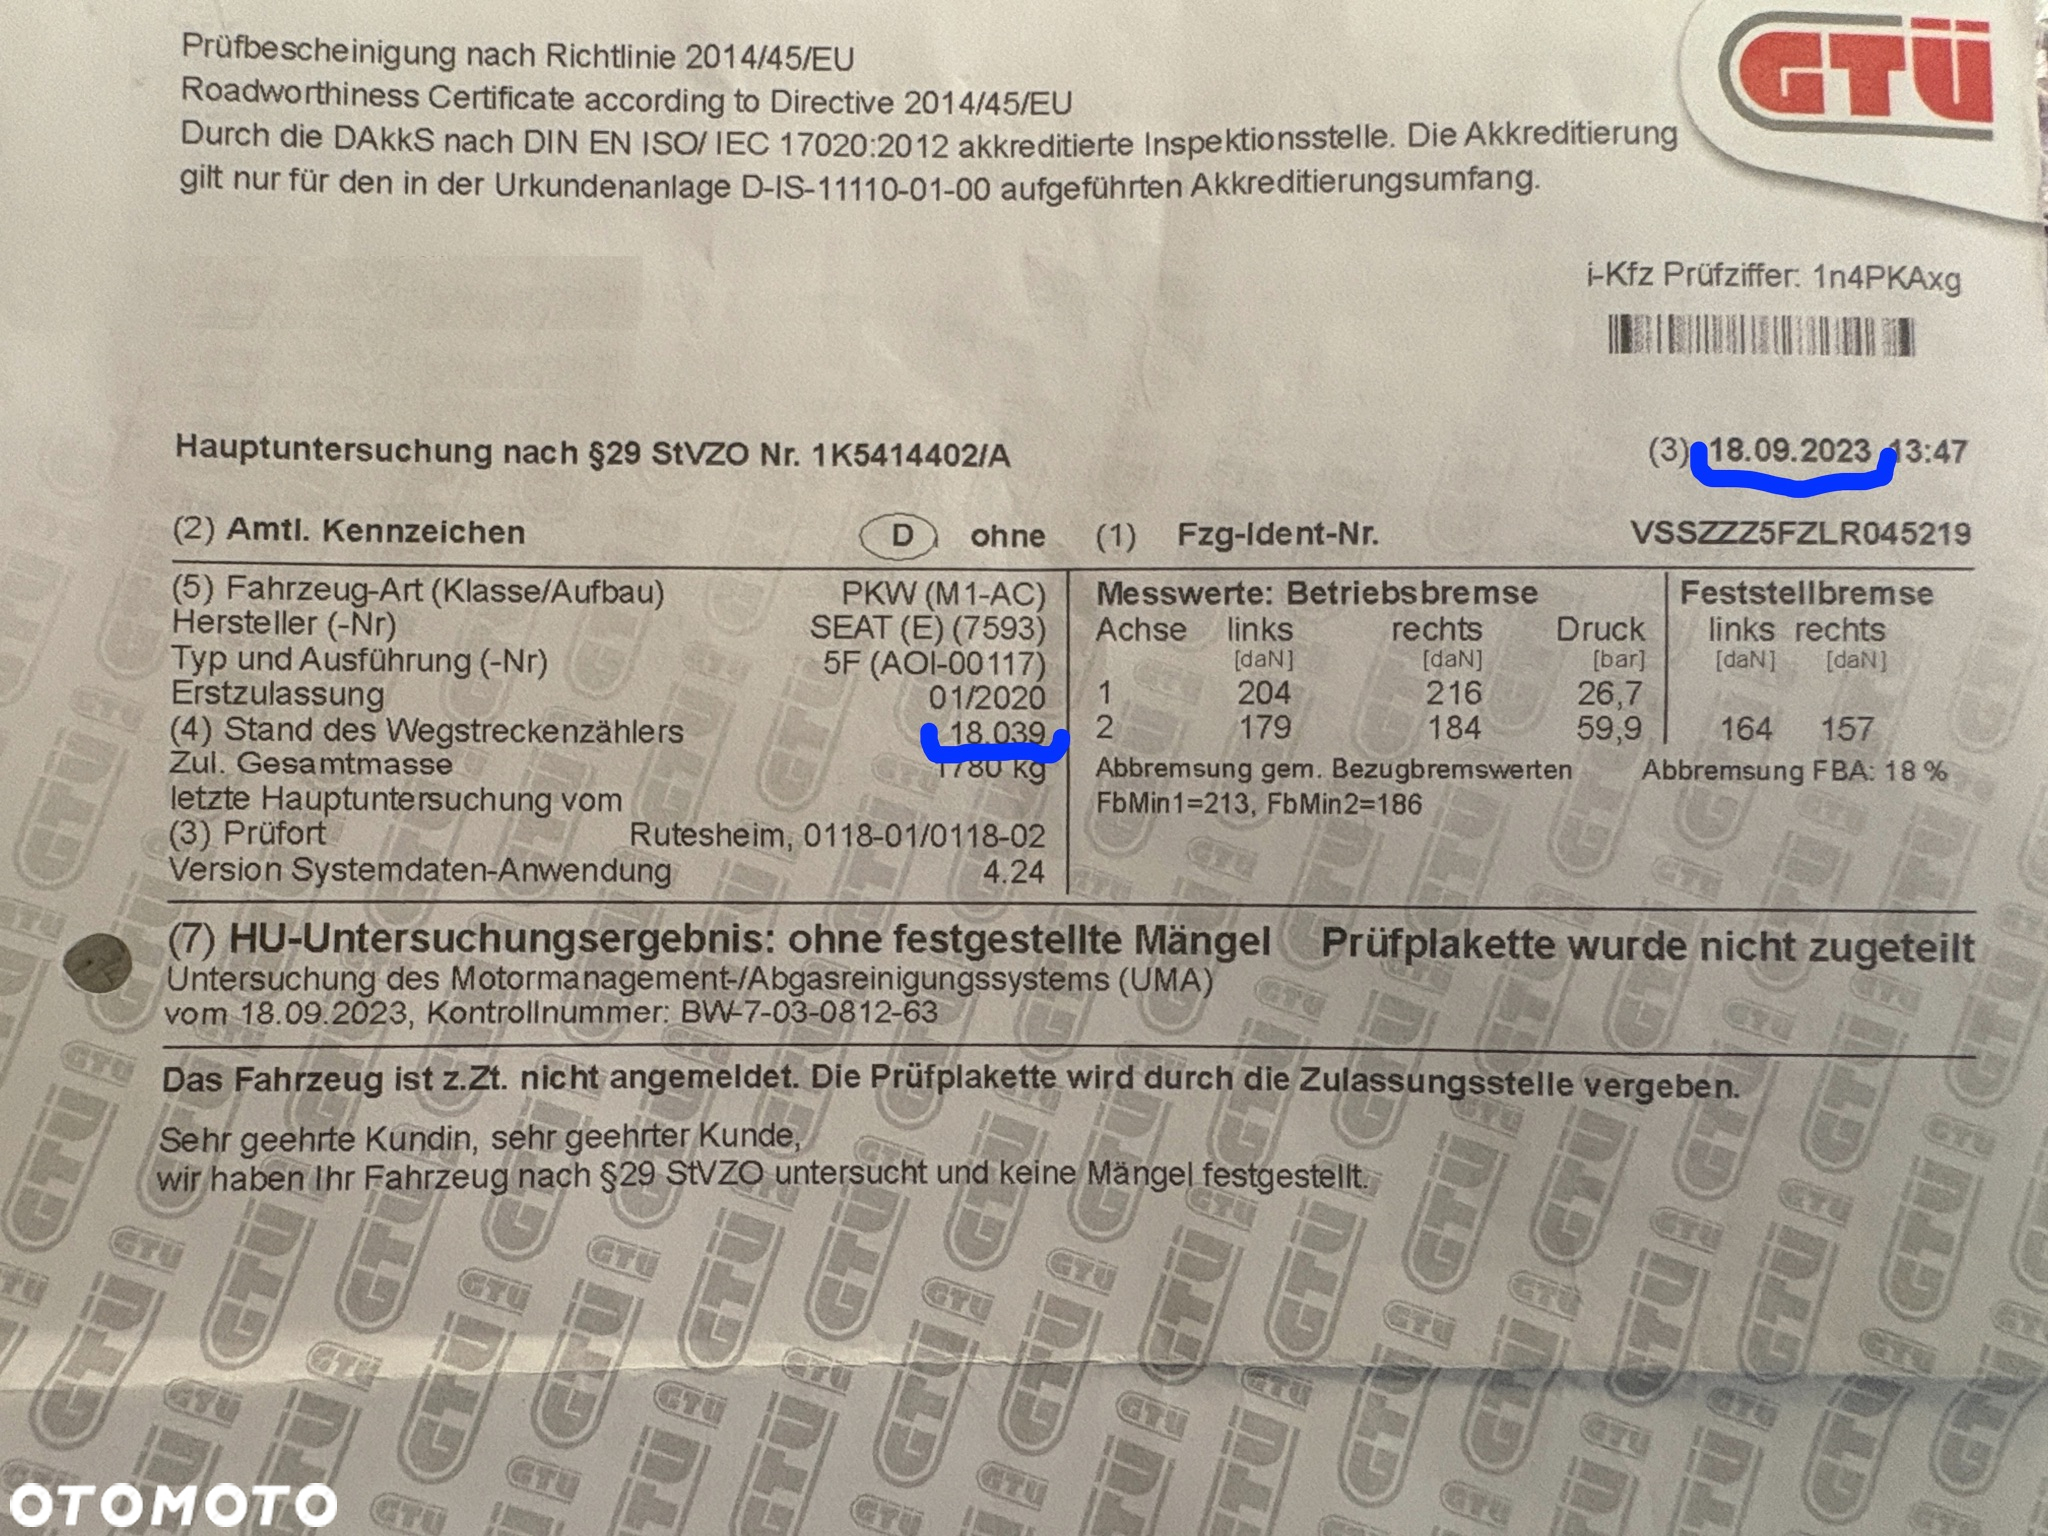 GTÜ
Prüfbescheinigung nach Richtlinie 2014/45/EU
Roadworthiness Certificate according to Directive 2014/45/EU
Durch die DAkkS nach DIN EN ISO/ IEC 17020:2012 akkreditierte Inspektionsstelle. Die Akkreditierung
gilt nur für den in der Urkundenanlage D-IS-11110-01-00 aufgeführten Akkreditierungsumfang.
i-Kfz Prüfziffer: 1n4PKAxg
Hauptuntersuchung nach §29 StVZO Nr. 1K5414402/A (3) 18.09.2023 13:47
(2) Amtl. Kennzeichen D ohne (1) Fzg-Ident-Nr. VSSZZZ5FZLR045219
(5) Fahrzeug-Art (Klasse/Aufbau) PKW (M1-AC)
Hersteller (-Nr) SEAT (E) (7593)
Typ und Ausführung (-Nr) 5F (AOI-00117)
Erstzulassung 01/2020
(4) Stand des Wegstreckenzählers 18.039
Zul. Gesamtmasse 1780 kg
letzte Hauptuntersuchung vom
(3) Prüfort Rutesheim, 0118-01/0118-02
Version Systemdaten-Anwendung 4.24
Messwerte: Betriebsbremse Feststellbremse
Achse links rechts Druck links rechts
[daN] [daN] [bar] [daN] [daN]
1 204 216 26,7
2 179 184 59,9 164 157
Abbremsung gem. Bezugbremswerten Abbremsung FBA: 18 %
FbMin1=213, FbMin2=186
(7) HU-Untersuchungsergebnis: ohne festgestellte Mängel Prüfplakette wurde nicht zugeteilt
Untersuchung des Motormanagement-/Abgasreinigungssystems (UMA)
vom 18.09.2023, Kontrollnummer: BW-7-03-0812-63
Das Fahrzeug ist z.Zt. nicht angemeldet. Die Prüfplakette wird durch die Zulassungsstelle vergeben.
Sehr geehrte Kundin, sehr geehrter Kunde,
wir haben Ihr Fahrzeug nach §29 StVZO untersucht und keine Mängel festgestellt.
OTOMOTO